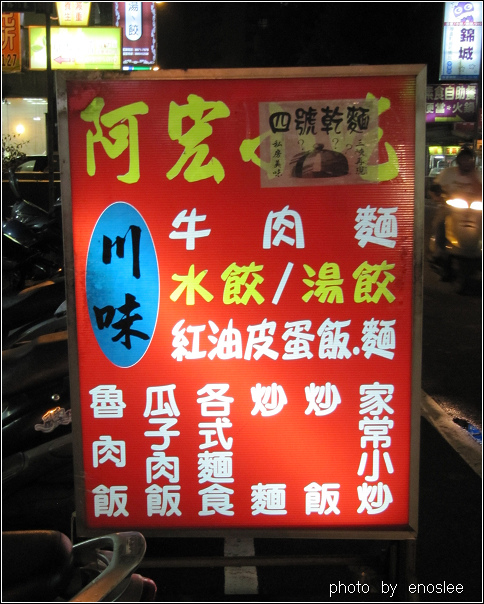 阿宏
四號乾麵
川味
牛肉麵
水餃/湯餃
紅油皮蛋飯.麵
魯肉飯
瓜子肉飯
各式麵食
炒麵
炒飯
家常小炒
錦城
photo by enoslee